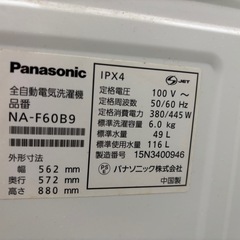 Panasonic
全自動電気洗濯機
品番
NA-F60B9
外形寸法
幅 562 mm
奥行 572 mm
高さ 880 mm
IPX4
JET
定格電圧 100 V～
定格周波数 50/60 Hz
定格消費電力 380/445 W
標準洗濯容量 6.0 kg
標準水量 49 L
標準使用水量 116 L
製造番号 15N3400946
PS
パナソニック株式会社
中国製